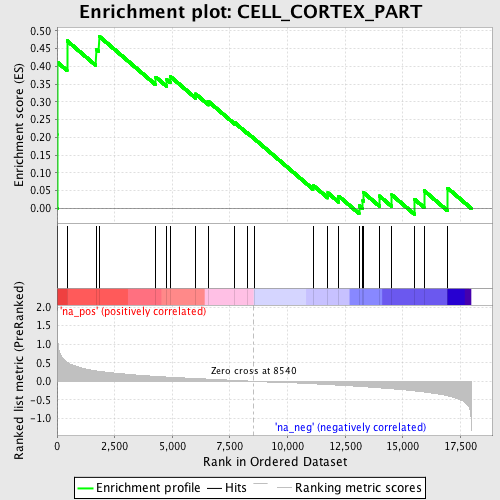 Enrichment plot: CELL_CORTEX_PART
Enrichment score (ES)
0.50
0.45
0.40
0.35
0.30
0.25
0.20
0.15
0.10
0.05
0.00
Ranked list metric (PreRanked)
2.0
1.5
1.0
0.5
0.0
-0.5
-1.0
'na_pos' (positively correlated)
Zero cross at 8540
'na_neg' (negatively correlated)
0 2,500 5,000 7,500 10,000 12,500 15,000 17,500
Rank in Ordered Dataset
Enrichment profile Hits Ranking metric scores